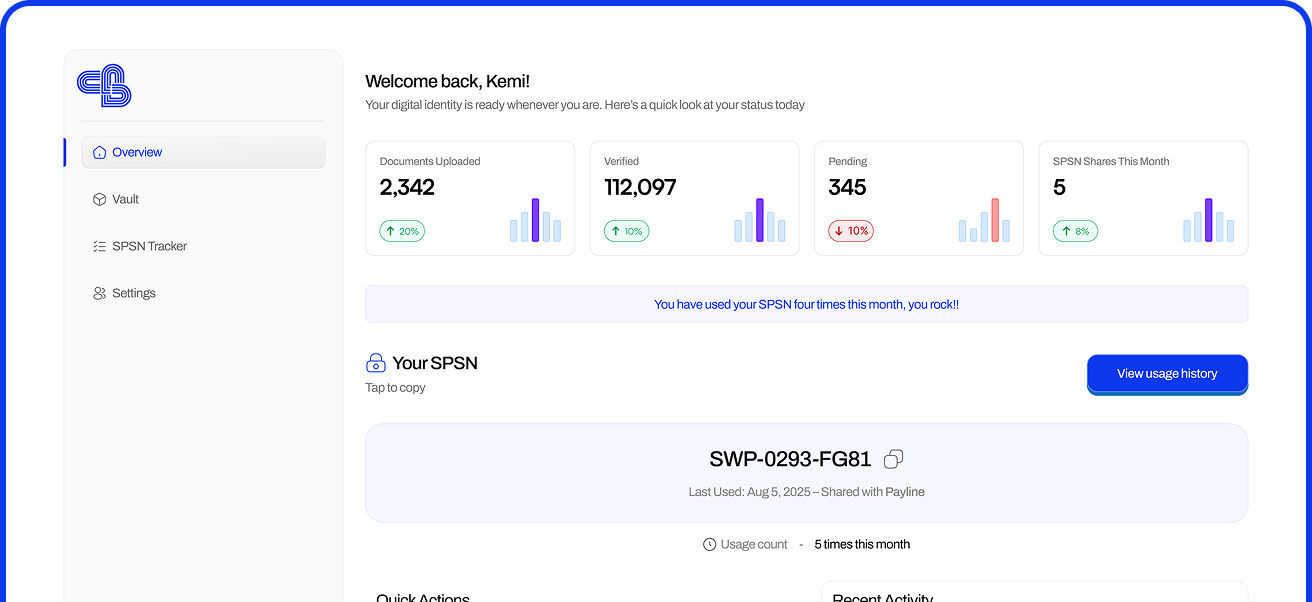 Welcome back, Kemi!
Your digital identity is ready whenever you are. Here's a quick look at your status today
Overview
Vault
SPSN Tracker
Settings
Documents Uploaded
2,342
20%
Verified
112,097
10%
Pending
345
10%
SPSN Shares This Month
5
8%
You have used your SPSN four times this month, you rock!!
Your SPSN
Tap to copy
View usage history
SWP-0293-FG81
Last Used: Aug 5, 2025 – Shared with Payline
Usage count - 5 times this month
Quick Actions
Recent Activity